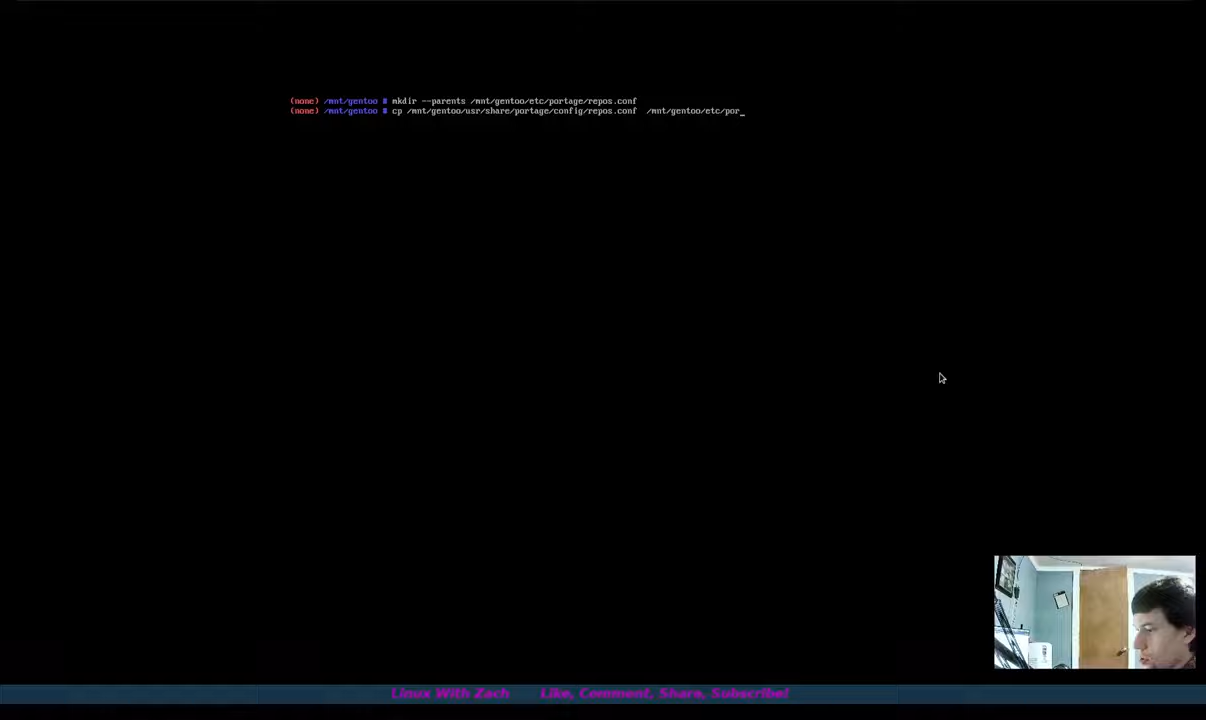 (none) /mnt/gentoo # mkdir --parents /mnt/gentoo/etc/portage/repos.conf
(none) /mnt/gentoo # cp /mnt/gentoo/usr/share/portage/config/repos.conf  /mnt/gentoo/etc/por_
Linux With Zach Like, Comment, Share, Subscribe!